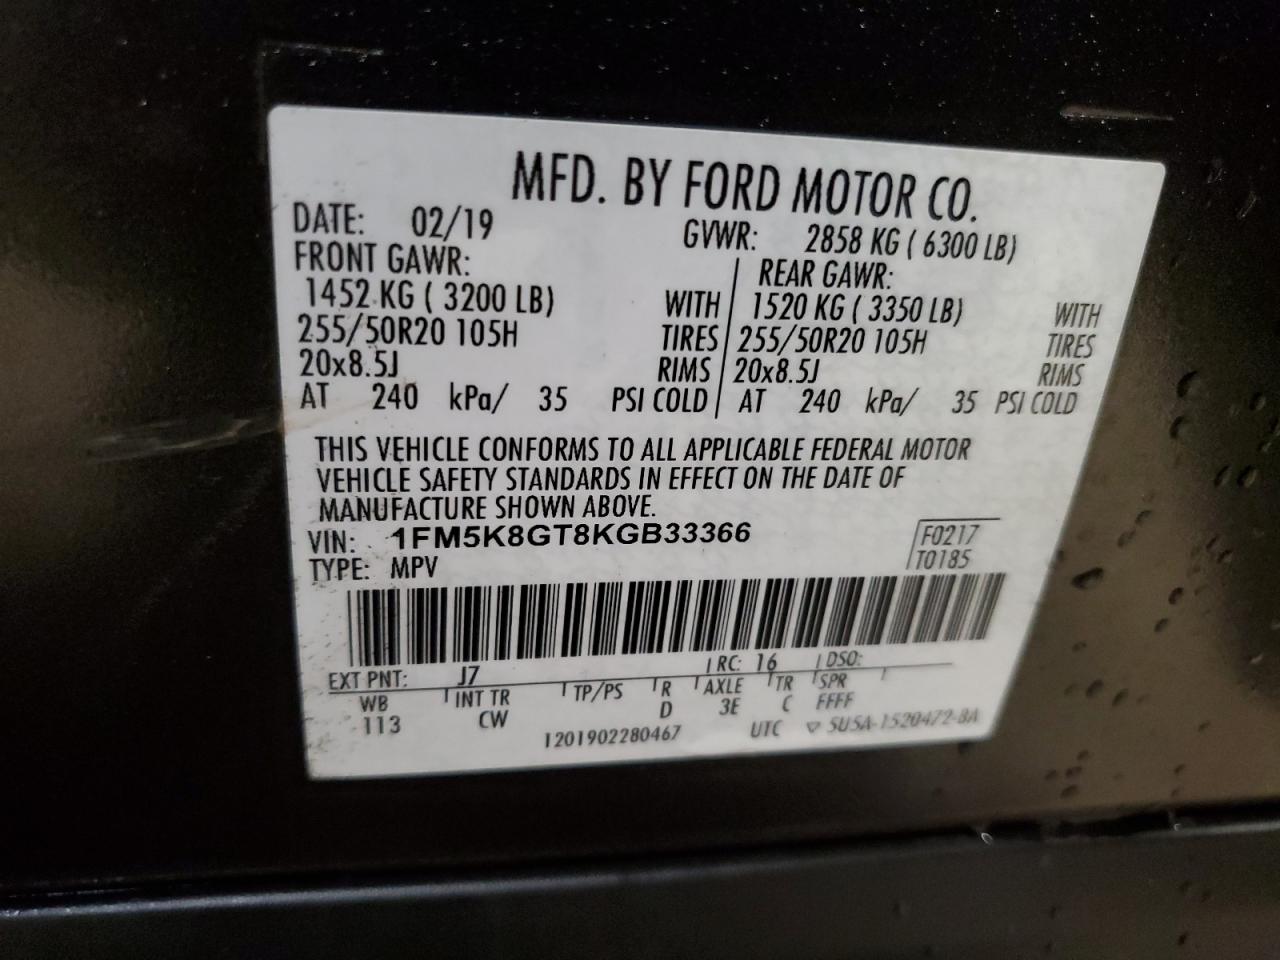 MFD. BY FORD MOTOR CO.
DATE: 02/19 GVWR: 2858 KG ( 6300 LB)
FRONT GAWR: REAR GAWR:
1452 KG ( 3200 LB) WITH 1520 KG ( 3350 LB) WITH
255/50R20 105H TIRES 255/50R20 105H TIRES
20x8.5J RIMS 20x8.5J RIMS
AT 240 kPa/ 35 PSI COLD AT 240 kPa/ 35 PSI COLD
THIS VEHICLE CONFORMS TO ALL APPLICABLE FEDERAL MOTOR
VEHICLE SAFETY STANDARDS IN EFFECT ON THE DATE OF
MANUFACTURE SHOWN ABOVE.
VIN: 1FM5K8GT8KGB33366 F0217
TYPE: MPV T0185
EXT PNT: J7 RC: 16 DSO:
WB INT TR TP/PS R AXLE TR SPR
113 CW D 3E C FFFF
1201902280467 UTC ▽ 5U5A-1520472-BA